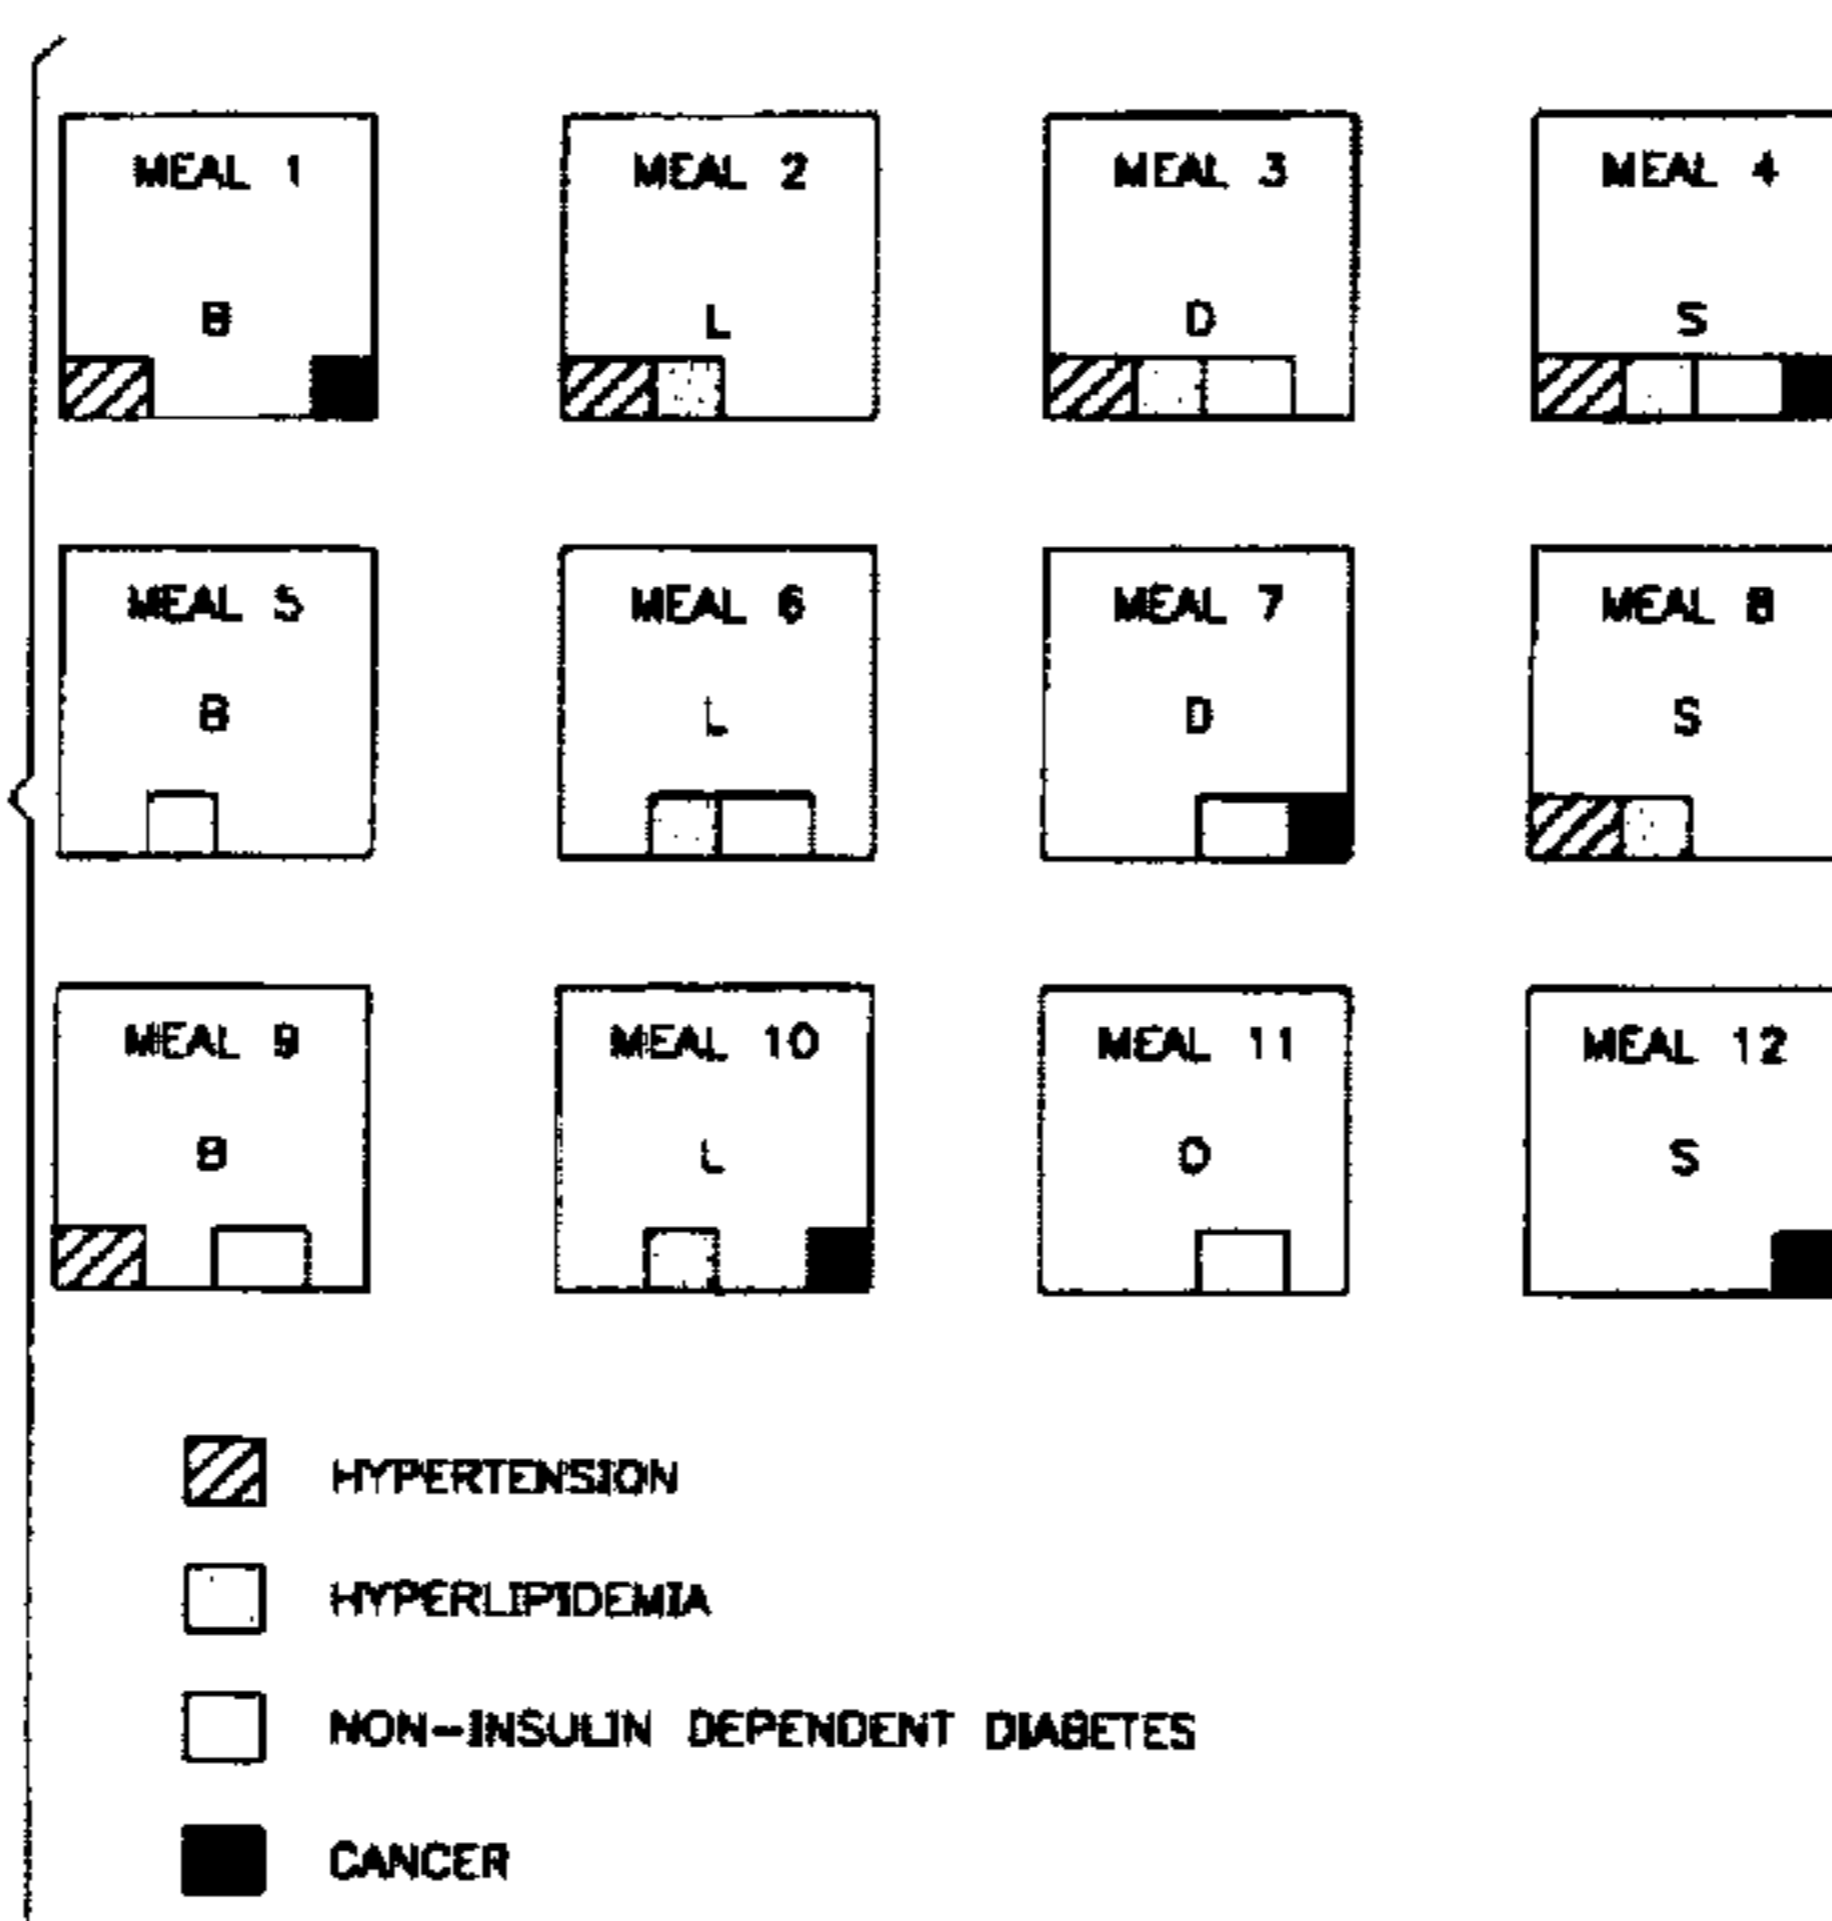 MEAL 1 MEAL 2 MEAL 3 MEAL 4
B L D S
MEAL 5 MEAL 6 MEAL 7 MEAL 8
B L D S
MEAL 9 MEAL 10 MEAL 11 MEAL 12
B L D S
HYPERTENSION
HYPERLIPIDEMIA
NON-INSULIN DEPENDENT DIABETES
CANCER